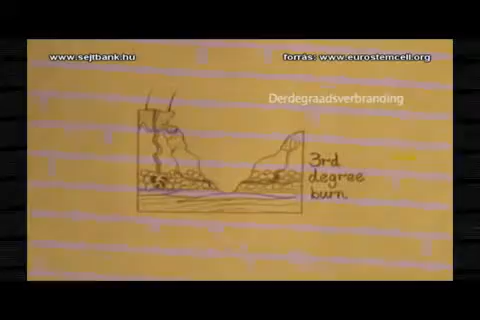 www.sejtbank.hu
forrás: www.eurostemcell.org
Derdegraadsverbranding
3rd
degree
burn